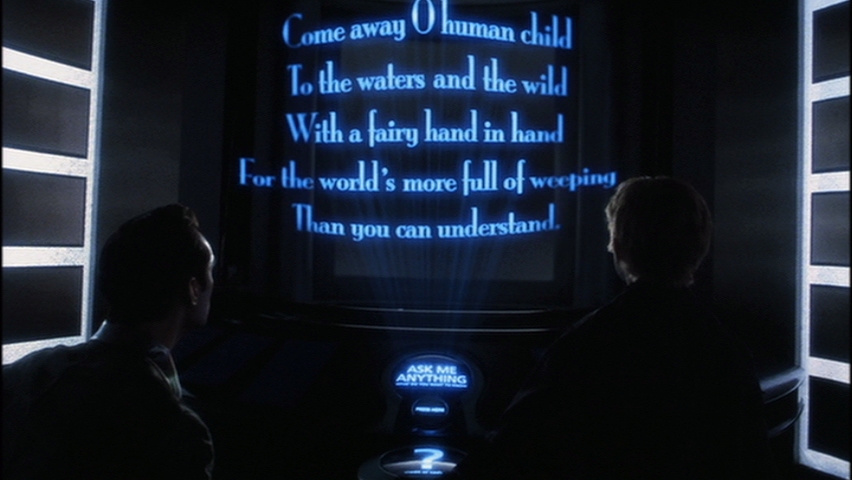 Come away O human child
To the waters and the wild
With a fairy hand in hand
For the world's more full of weeping
Than you can understand.
ASK ME
ANYTHING
?